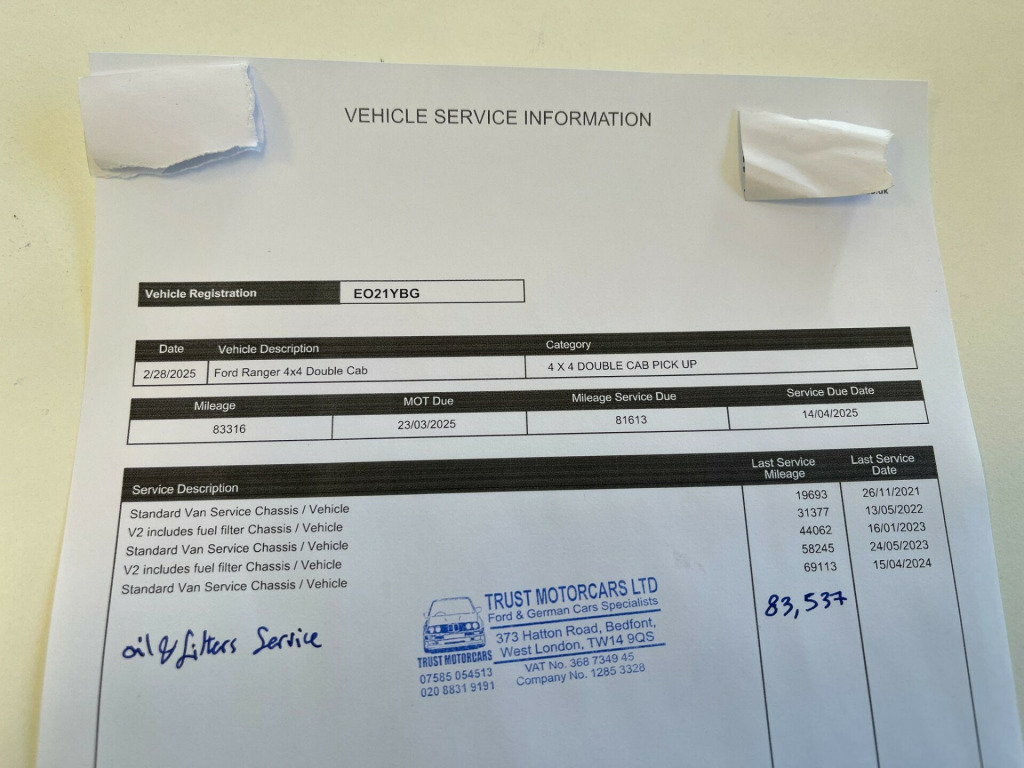 VEHICLE SERVICE INFORMATION
.uk
Vehicle Registration EO21YBG
Date Vehicle Description Category
2/28/2025 Ford Ranger 4x4 Double Cab 4 X 4 DOUBLE CAB PICK UP
Mileage MOT Due Mileage Service Due Service Due Date
83316 23/03/2025 81613 14/04/2025
Service Description Last Service Mileage Last Service Date
Standard Van Service Chassis / Vehicle 19693 26/11/2021
V2 includes fuel filter Chassis / Vehicle 31377 13/05/2022
Standard Van Service Chassis / Vehicle 44062 16/01/2023
V2 includes fuel filter Chassis / Vehicle 58245 24/05/2023
Standard Van Service Chassis / Vehicle 69113 15/04/2024
oil & filters Service 83,537
TRUST MOTORCARS LTD
Ford & German Cars Specialists
373 Hatton Road, Bedfont,
West London, TW14 9QS
TRUST MOTORCARS
07585 054513
020 8831 9191
VAT No. 368 7349 45
Company No. 1285 3328